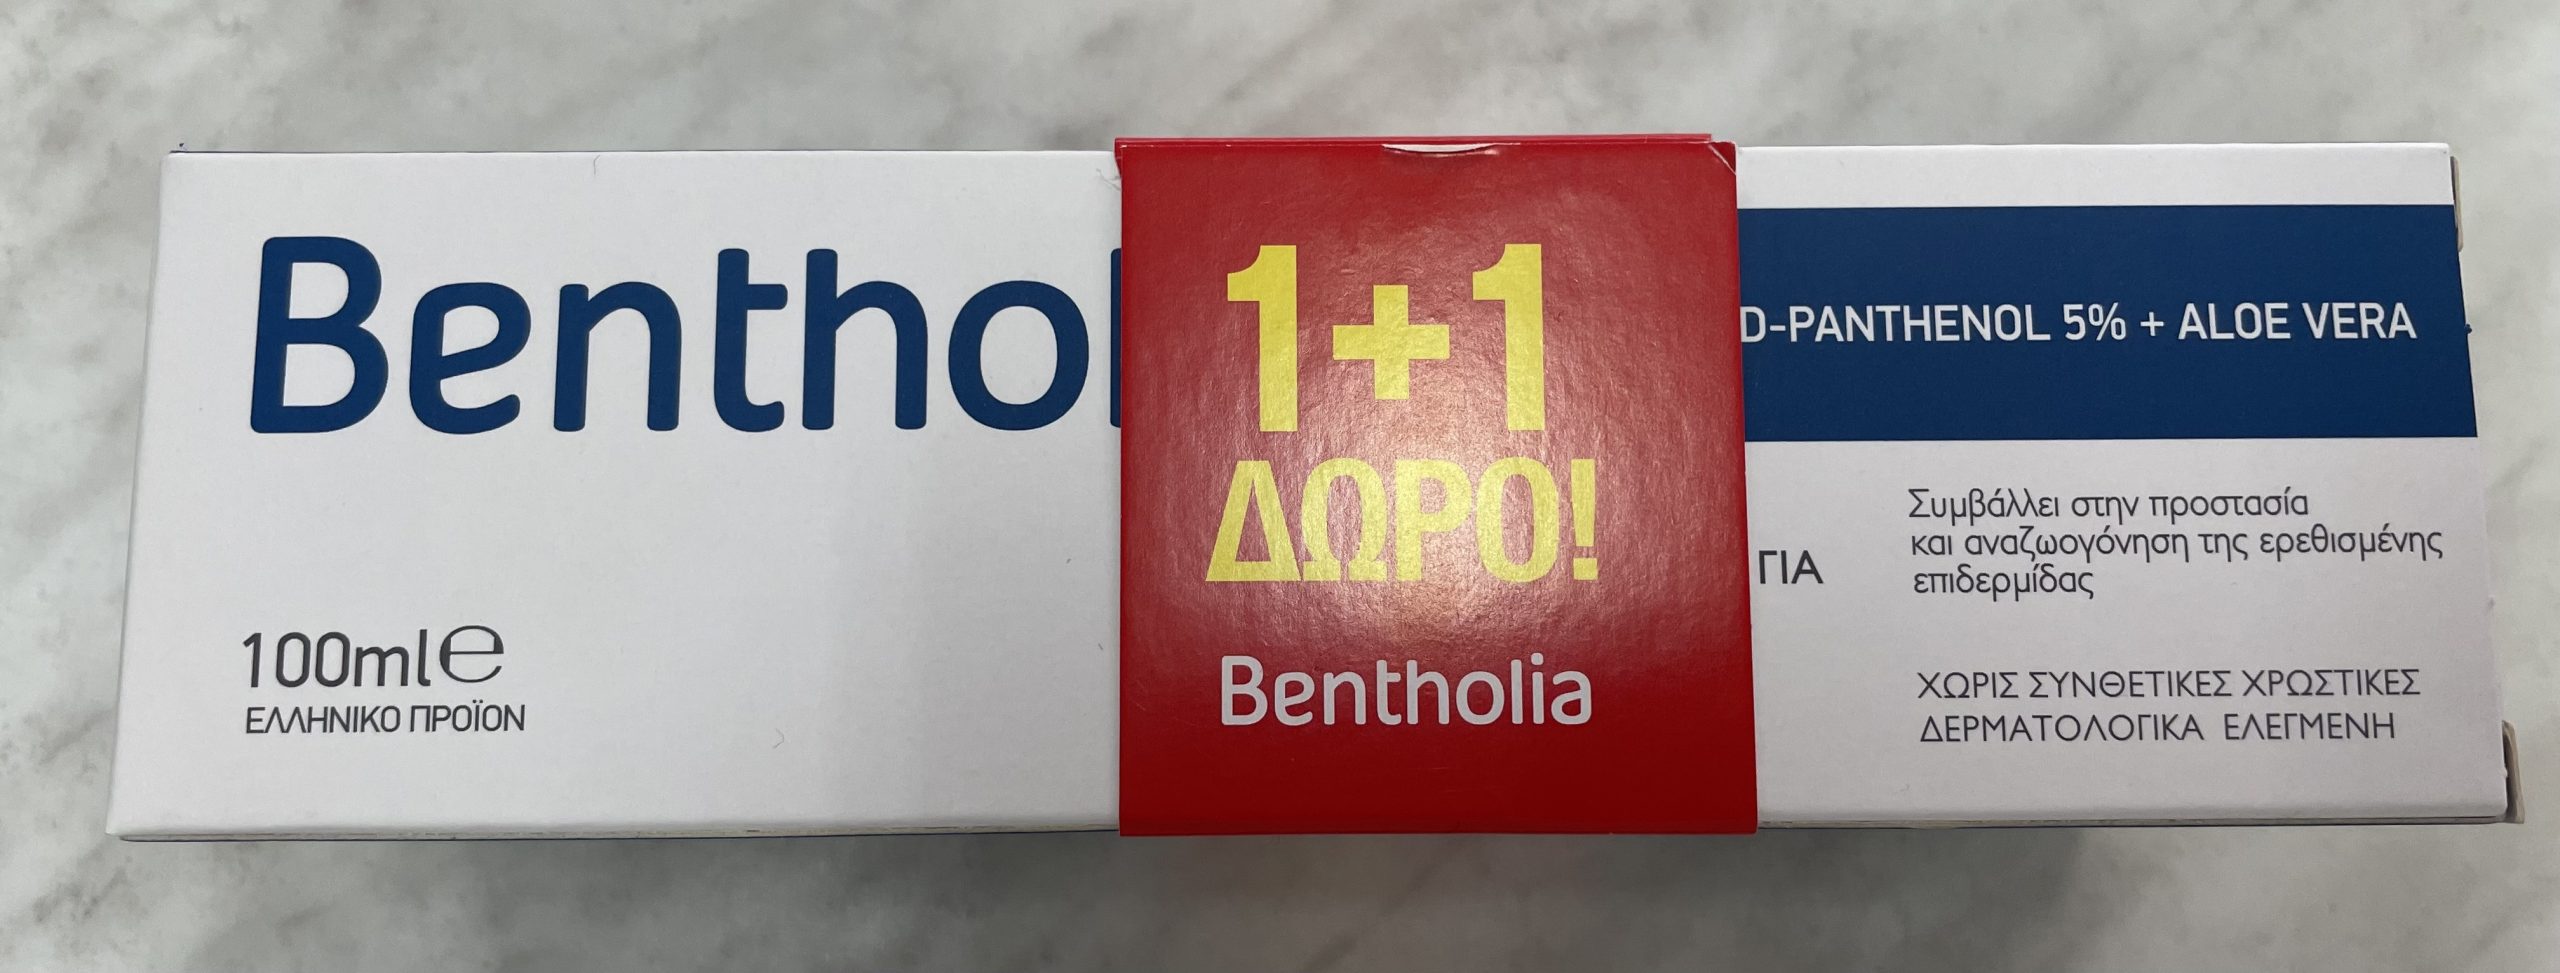 Benthol
100ml℮
ΕΛΛΗΝΙΚΟ ΠΡΟΪΟΝ
1+1
ΔΩΡΟ!
Bentholia
D-PANTHENOL 5% + ALOE VERA
ΓΙΑ
Συμβάλλει στην προστασία
και αναζωογόνηση της ερεθισμένης
επιδερμίδας
ΧΩΡΙΣ ΣΥΝΘΕΤΙΚΕΣ ΧΡΩΣΤΙΚΕΣ
ΔΕΡΜΑΤΟΛΟΓΙΚΑ ΕΛΕΓΜΕΝΗ